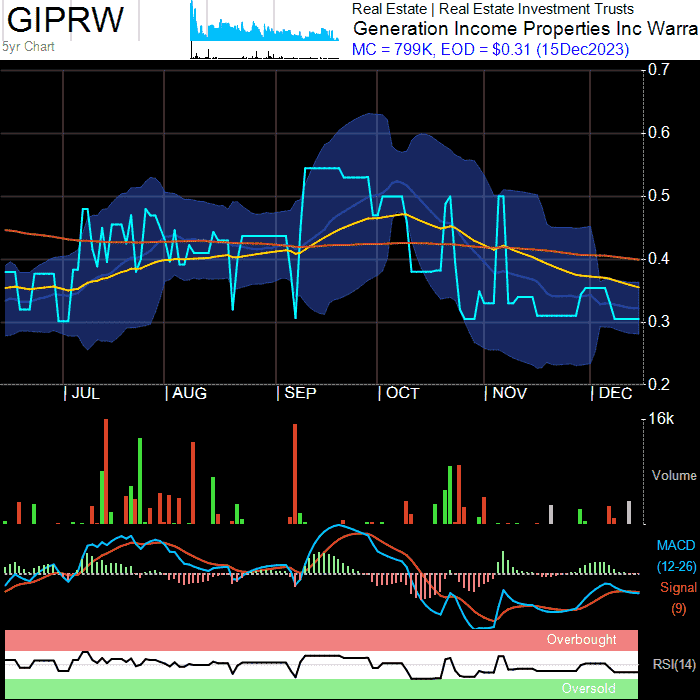 GIPRW
5yr Chart
Real Estate | Real Estate Investment Trusts
Generation Income Properties Inc Warra
MC = 799K, EOD = $0.31 (15Dec2023)
0.7
0.6
0.5
0.4
0.3
0.2
| JUL | AUG | SEP | OCT | NOV | DEC
16k
Volume
MACD
(12-26)
Signal
(9)
Overbought
RSI(14)
Oversold